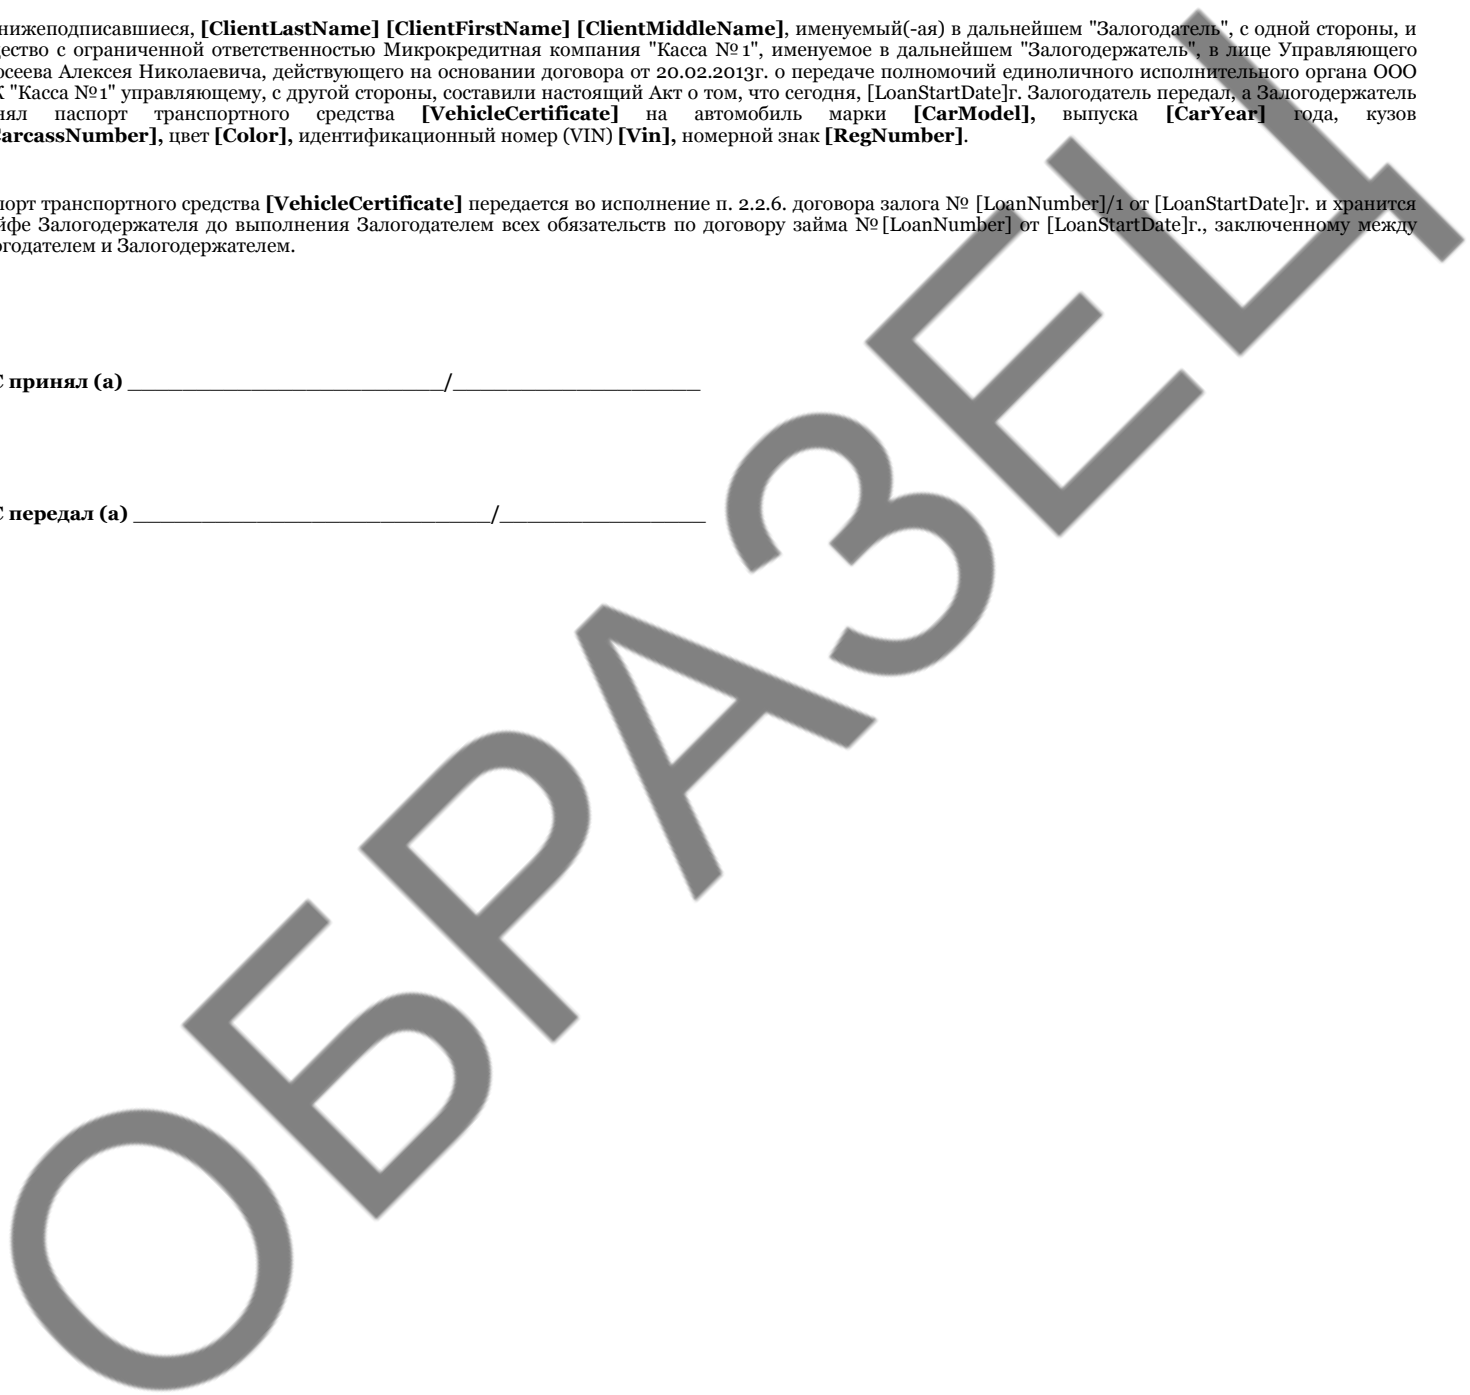 нижеподписавшиеся, [ClientLastName] [ClientFirstName] [ClientMiddleName], именуемый(-ая) в дальнейшем "Залогодатель", с одной стороны, и
щество с ограниченной ответственностью Микрокредитная компания "Касса №1", именуемое в дальнейшем "Залогодержатель", в лице Управляющего
осеева Алексея Николаевича, действующего на основании договора от 20.02.2013г. о передаче полномочий единоличного исполнительного органа ООО
К "Касса №1" управляющему, с другой стороны, составили настоящий Акт о том, что сегодня, [LoanStartDate]г. Залогодатель передал, а Залогодержатель
нял паспорт транспортного средства [VehicleCertificate] на автомобиль марки [CarModel], выпуска [CarYear] года, кузов
CarcassNumber], цвет [Color], идентификационный номер (VIN) [Vin], номерной знак [RegNumber].
порт транспортного средства [VehicleCertificate] передается во исполнение п. 2.2.6. договора залога № [LoanNumber]/1 от [LoanStartDate]г. и хранится
йфе Залогодержателя до выполнения Залогодателем всех обязательств по договору займа №[LoanNumber] от [LoanStartDate]г., заключенному между
огодателем и Залогодержателем.
С принял (а) _______________________/__________________
С передал (а) __________________________/_______________
ОБРАЗЕЦ